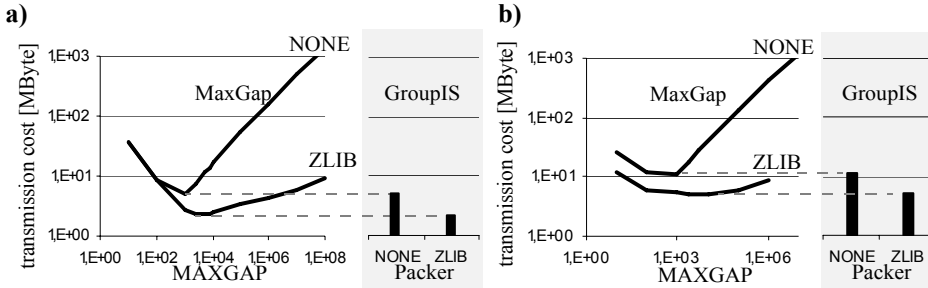 a)
transmission cost [MByte]
1,E+03
1,E+02
1,E+01
1,E+00
NONE
MaxGap
ZLIB
1,E+00 1,E+02 1,E+04 1,E+06 1,E+08
MAXGAP
GroupIS
NONE ZLIB
Packer
b)
transmission cost [MByte]
1,E+03
1,E+02
1,E+01
1,E+00
NONE
MaxGap
ZLIB
1,E+00 1,E+03 1,E+06
MAXGAP
GroupIS
NONE ZLIB
Packer